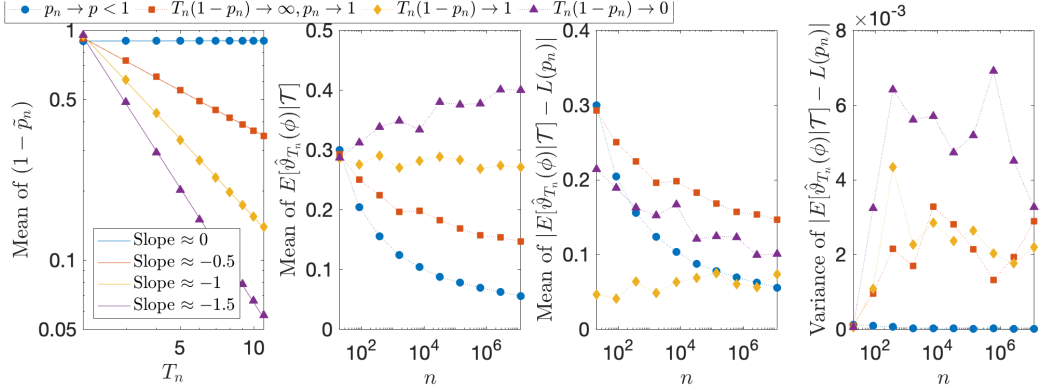 p_n → p < 1 T_n(1 − p_n) → ∞, p_n → 1 T_n(1 − p_n) → 1 T_n(1 − p_n) → 0
Mean of (1 − p̃_n)
1
0.5
0.1
0.05
5
10
T_n
Slope ≈ 0
Slope ≈ −0.5
Slope ≈ −1
Slope ≈ −1.5
Mean of E[ϑ̂_{T_n}(ϕ)|𝒯]
0.5
0.4
0.3
0.2
0.1
0
10^2 10^4 10^6
n
Mean of |E[ϑ̂_{T_n}(ϕ)|𝒯] − L(p_n)|
0.4
0.3
0.2
0.1
0
10^2 10^4 10^6
n
Variance of |E[ϑ̂_{T_n}(ϕ)|𝒯] − L(p_n)|
×10^{-3}
8
6
4
2
0
10^2 10^4 10^6
n